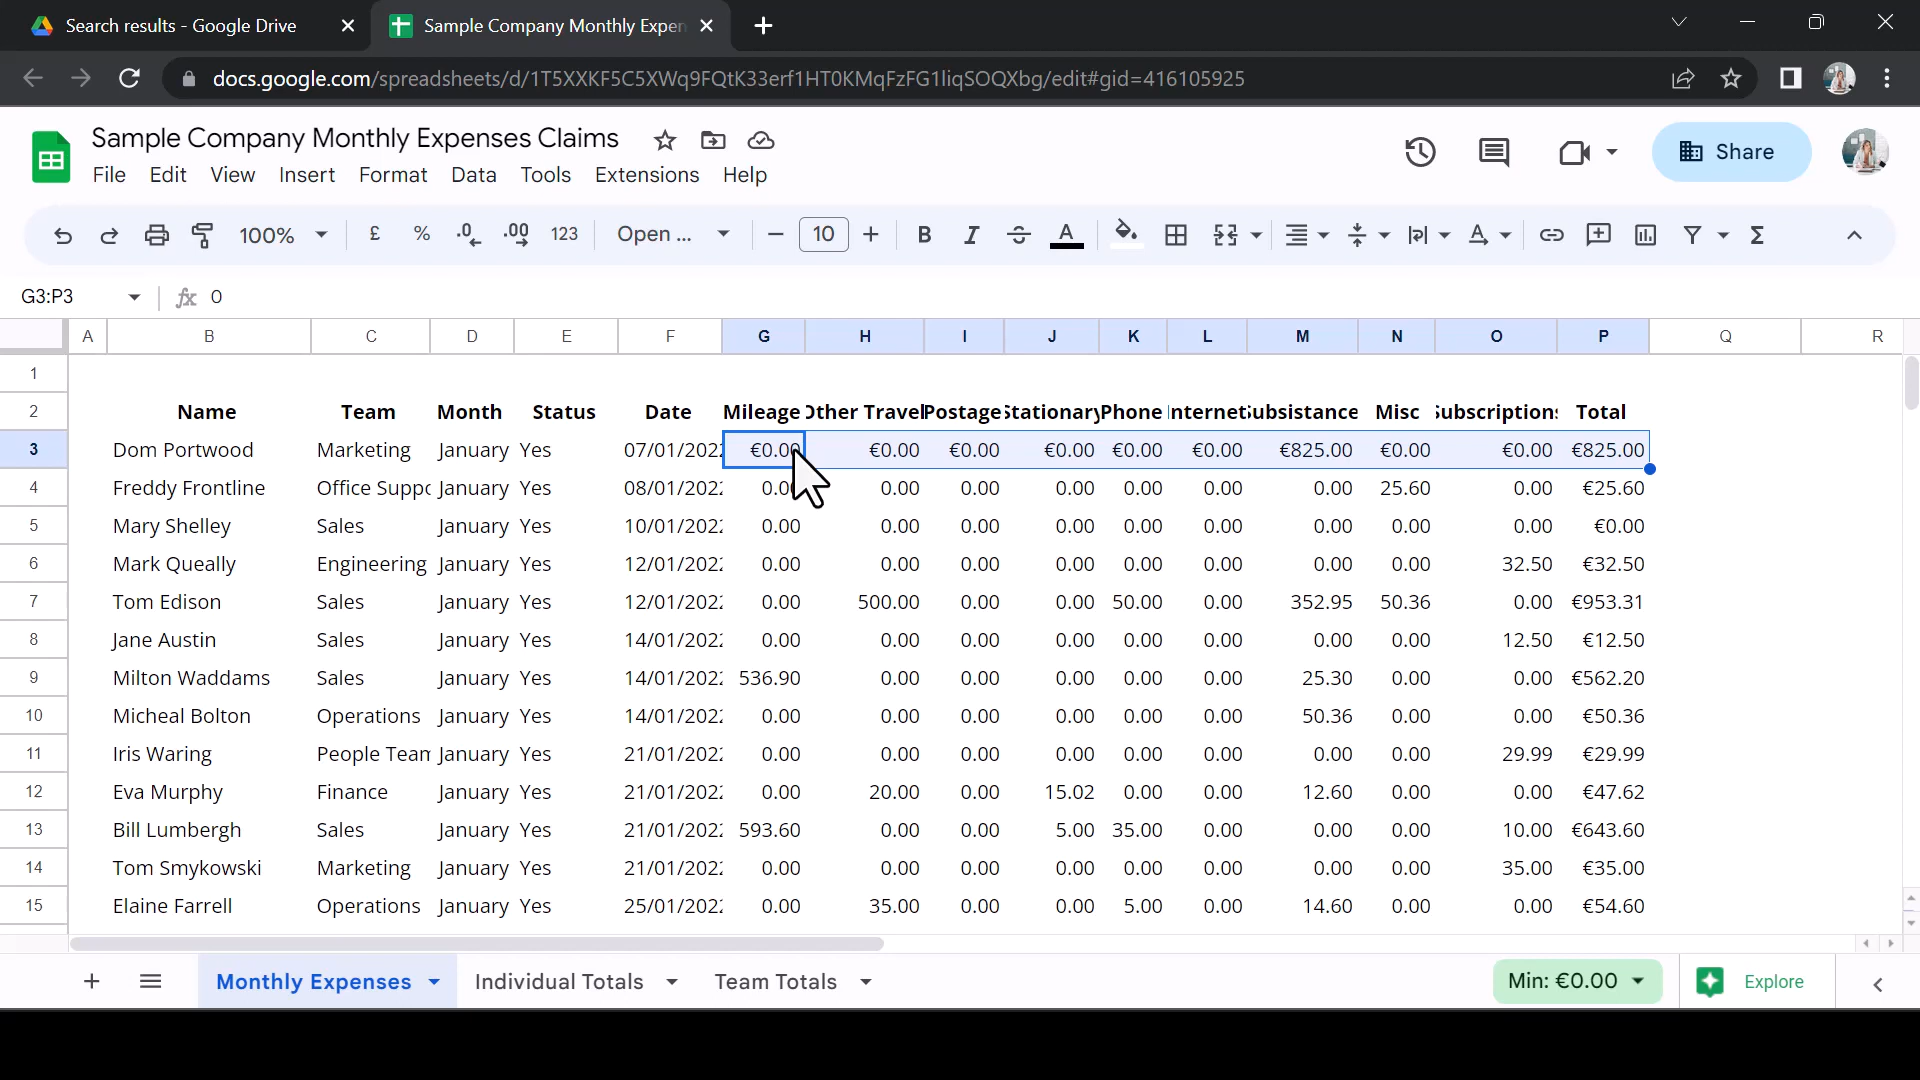 Search results - Google Drive
Sample Company Monthly Expen
docs.google.com/spreadsheets/d/1T5XXKF5C5XWq9FQtK33erf1HT0KMqFzFG1liqSOQXbg/edit#gid=416105925
Sample Company Monthly Expenses Claims
File Edit View Insert Format Data Tools Extensions Help
Share
100% £ % .0 .00 123 Open ... 10 B I S A Σ
G3:P3 fx 0
A B C D E F G H I J K L M N O P Q R
1
2 Name Team Month Status Date Mileage Other Travel Postage Stationary Phone Internet Subsistance Misc Subscriptions Total
3 Dom Portwood Marketing January Yes 07/01/2022 €0.00 €0.00 €0.00 €0.00 €0.00 €0.00 €825.00 €0.00 €0.00 €825.00
4 Freddy Frontline Office Suppo January Yes 08/01/2022 0.00 0.00 0.00 0.00 0.00 0.00 0.00 25.60 0.00 €25.60
5 Mary Shelley Sales January Yes 10/01/2022 0.00 0.00 0.00 0.00 0.00 0.00 0.00 0.00 0.00 €0.00
6 Mark Queally Engineering January Yes 12/01/2022 0.00 0.00 0.00 0.00 0.00 0.00 0.00 0.00 32.50 €32.50
7 Tom Edison Sales January Yes 12/01/2022 0.00 500.00 0.00 0.00 50.00 0.00 352.95 50.36 0.00 €953.31
8 Jane Austin Sales January Yes 14/01/2022 0.00 0.00 0.00 0.00 0.00 0.00 0.00 0.00 12.50 €12.50
9 Milton Waddams Sales January Yes 14/01/2022 536.90 0.00 0.00 0.00 0.00 0.00 25.30 0.00 0.00 €562.20
10 Micheal Bolton Operations January Yes 14/01/2022 0.00 0.00 0.00 0.00 0.00 0.00 50.36 0.00 0.00 €50.36
11 Iris Waring People Team January Yes 21/01/2022 0.00 0.00 0.00 0.00 0.00 0.00 0.00 0.00 29.99 €29.99
12 Eva Murphy Finance January Yes 21/01/2022 0.00 20.00 0.00 15.02 0.00 0.00 12.60 0.00 0.00 €47.62
13 Bill Lumbergh Sales January Yes 21/01/2022 593.60 0.00 0.00 5.00 35.00 0.00 0.00 0.00 10.00 €643.60
14 Tom Smykowski Marketing January Yes 21/01/2022 0.00 0.00 0.00 0.00 0.00 0.00 0.00 0.00 35.00 €35.00
15 Elaine Farrell Operations January Yes 25/01/2022 0.00 35.00 0.00 0.00 5.00 0.00 14.60 0.00 0.00 €54.60
Monthly Expenses Individual Totals Team Totals Min: €0.00 Explore